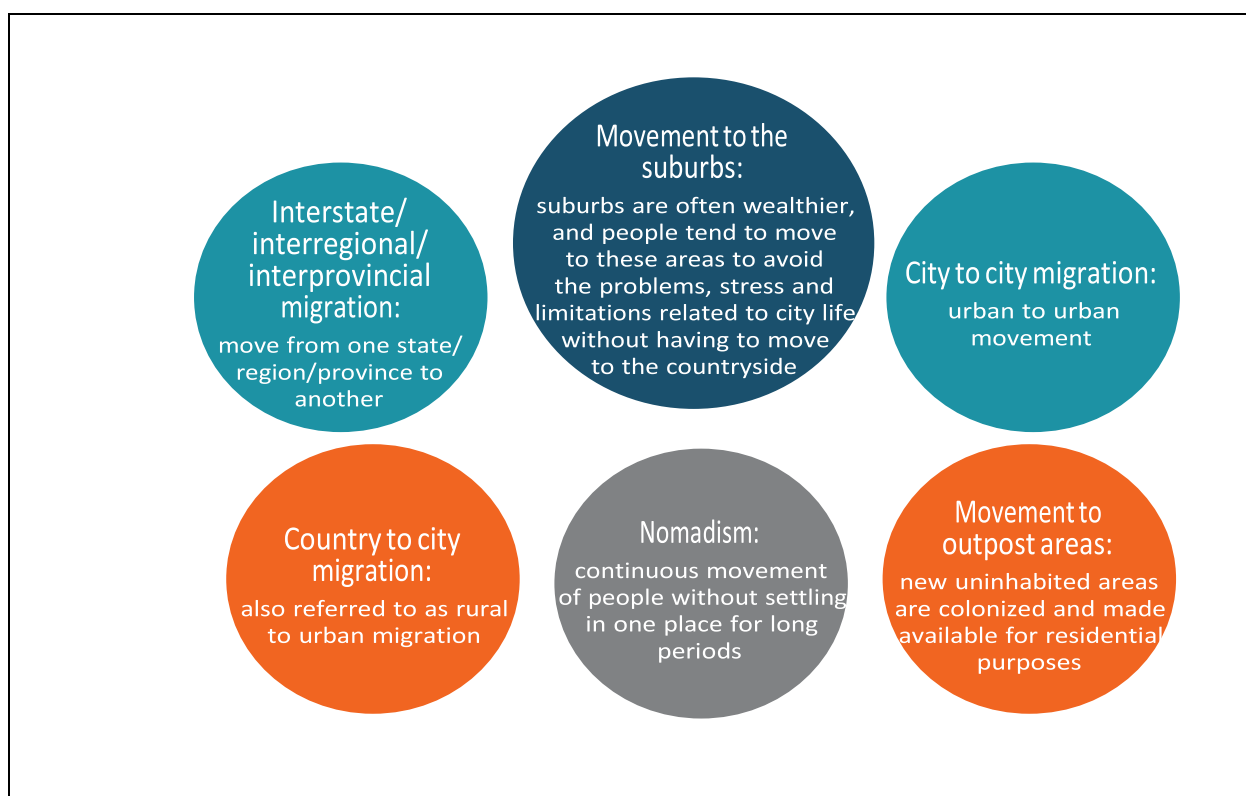 Interstate/
interregional/
interprovincial
migration:
move from one state/
region/province to
another
Movement to the
suburbs:
suburbs are often wealthier,
and people tend to move
to these areas to avoid
the problems, stress and
limitations related to city life
without having to move
to the countryside
City to city migration:
urban to urban
movement
Country to city
migration:
also referred to as rural
to urban migration
Nomadism:
continuous movement
of people without settling
in one place for long
periods
Movement to
outpost areas:
new uninhabited areas
are colonized and made
available for residential
purposes